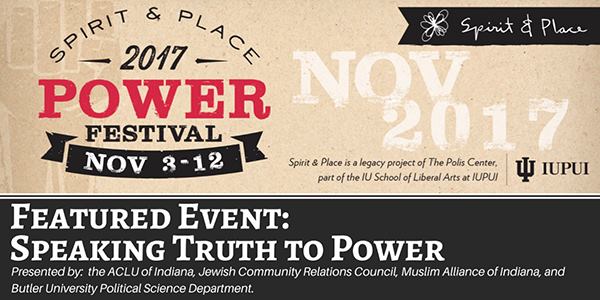 SPIRIT & PLACE
2017
POWER
FESTIVAL
NOV 3-12
Spirit & Place
NOV
2017
Spirit & Place is a legacy project of The Polis Center,
part of the IU School of Liberal Arts at IUPUI
IUPUI
FEATURED EVENT:
SPEAKING TRUTH TO POWER
Presented by: the ACLU of Indiana, Jewish Community Relations Council, Muslim Alliance of Indiana, and
Butler University Political Science Department.